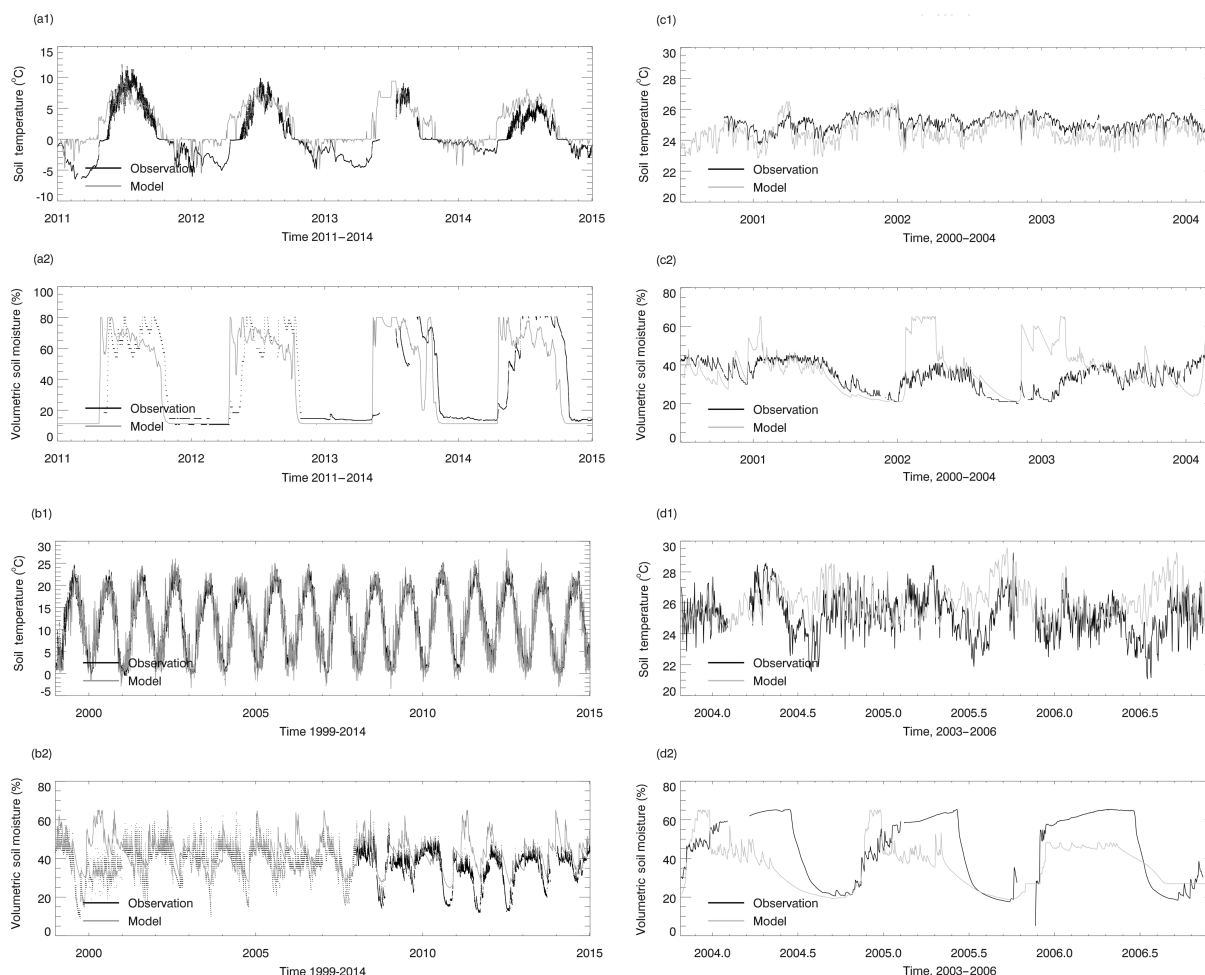 (a1)
Soil temperature (°C)
15
10
5
0
-5
-10
Observation
Model
2011 2012 2013 2014 2015
Time 2011–2014
(a2)
Volumetric soil moisture (%)
100
80
60
40
20
0
Observation
Model
2011 2012 2013 2014 2015
Time 2011–2014
(b1)
Soil temperature (°C)
30
25
20
15
10
5
0
-5
Observation
Model
2000 2005 2010 2015
Time 1999-2014
(b2)
Volumetric soil moisture (%)
80
60
40
20
0
Observation
Model
2000 2005 2010 2015
Time 1999-2014
(c1)
Soil temperature (°C)
30
28
26
24
22
20
Observation
Model
2001 2002 2003 2004
Time, 2000–2004
(c2)
Volumetric soil moisture (%)
80
60
40
20
0
Observation
Model
2001 2002 2003 2004
Time, 2000–2004
(d1)
Soil temperature (°C)
30
28
26
24
22
20
Observation
Model
2004.0 2004.5 2005.0 2005.5 2006.0 2006.5
Time, 2003–2006
(d2)
Volumetric soil moisture (%)
80
60
40
20
0
Observation
Model
2004.0 2004.5 2005.0 2005.5 2006.0 2006.5
Time, 2003–2006